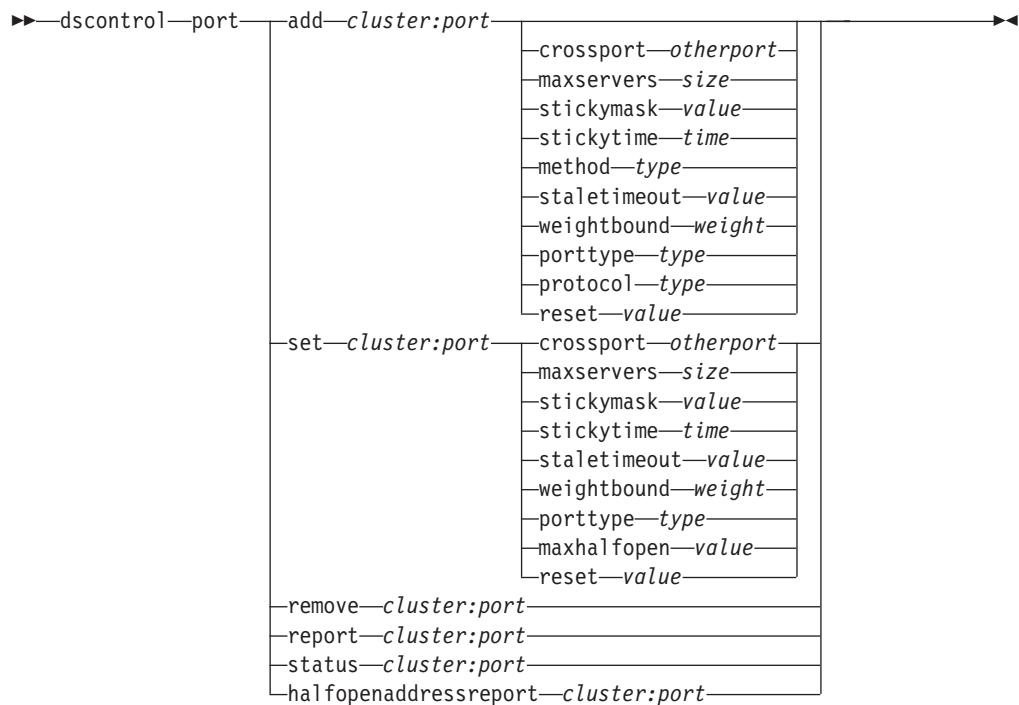 dscontrol port add cluster:port
crossport otherport
maxservers size
stickymask value
stickytime time
method type
staletimeout value
weightbound weight
porttype type
protocol type
reset value
set cluster:port crossport otherport
maxservers size
stickymask value
stickytime time
staletimeout value
weightbound weight
porttype type
maxhalfopen value
reset value
remove cluster:port
report cluster:port
status cluster:port
halfopenaddressreport cluster:port